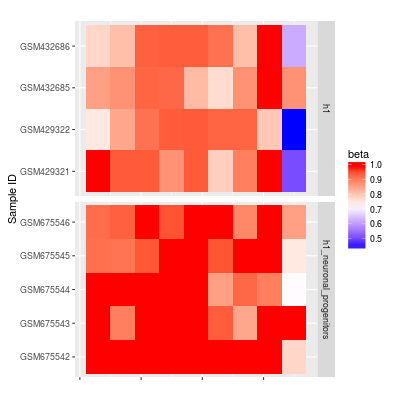 GSM432686
GSM432685
GSM429322
GSM429321
h1
GSM675546
GSM675545
GSM675544
GSM675543
GSM675542
h1_neuronal_progenitors
Sample ID
beta
1.0
0.9
0.8
0.7
0.6
0.5